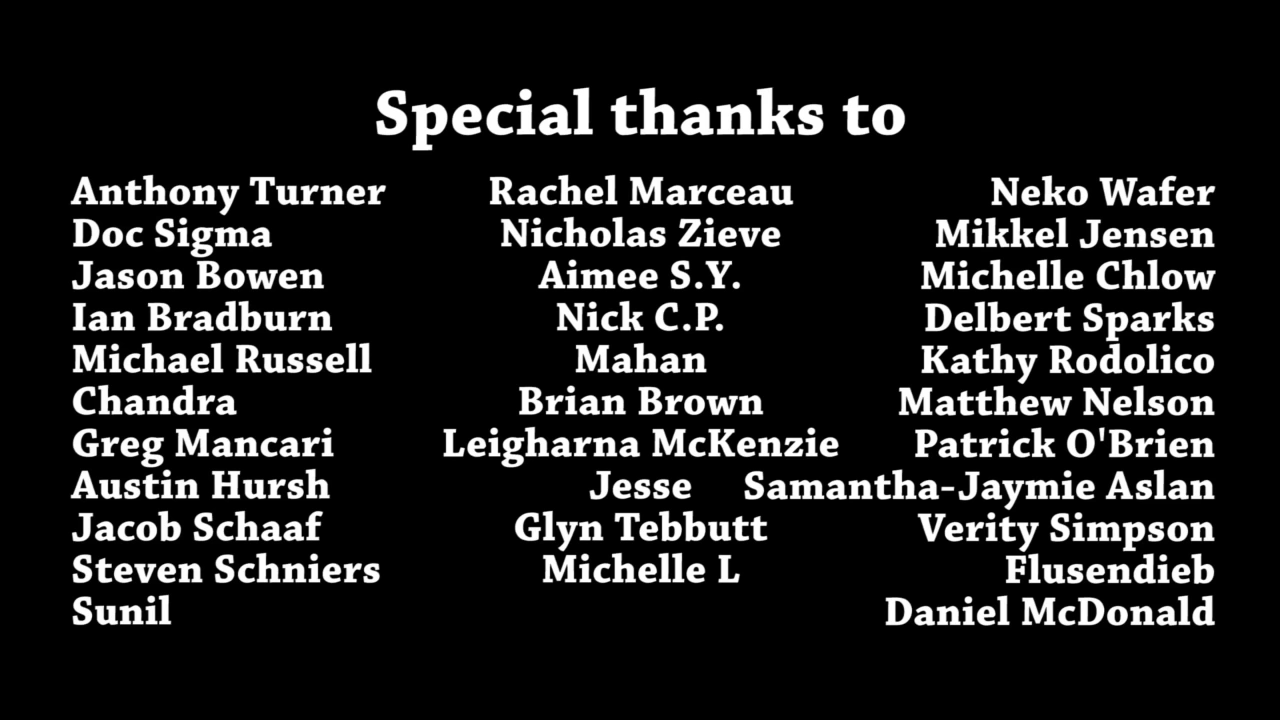 Special thanks to
Anthony Turner
Doc Sigma
Jason Bowen
Ian Bradburn
Michael Russell
Chandra
Greg Mancari
Austin Hursh
Jacob Schaaf
Steven Schniers
Sunil
Rachel Marceau
Nicholas Zieve
Aimee S.Y.
Nick C.P.
Mahan
Brian Brown
Leigharna McKenzie
Jesse
Glyn Tebbutt
Michelle L
Neko Wafer
Mikkel Jensen
Michelle Chlow
Delbert Sparks
Kathy Rodolico
Matthew Nelson
Patrick O'Brien
Samantha-Jaymie Aslan
Verity Simpson
Flusendieb
Daniel McDonald